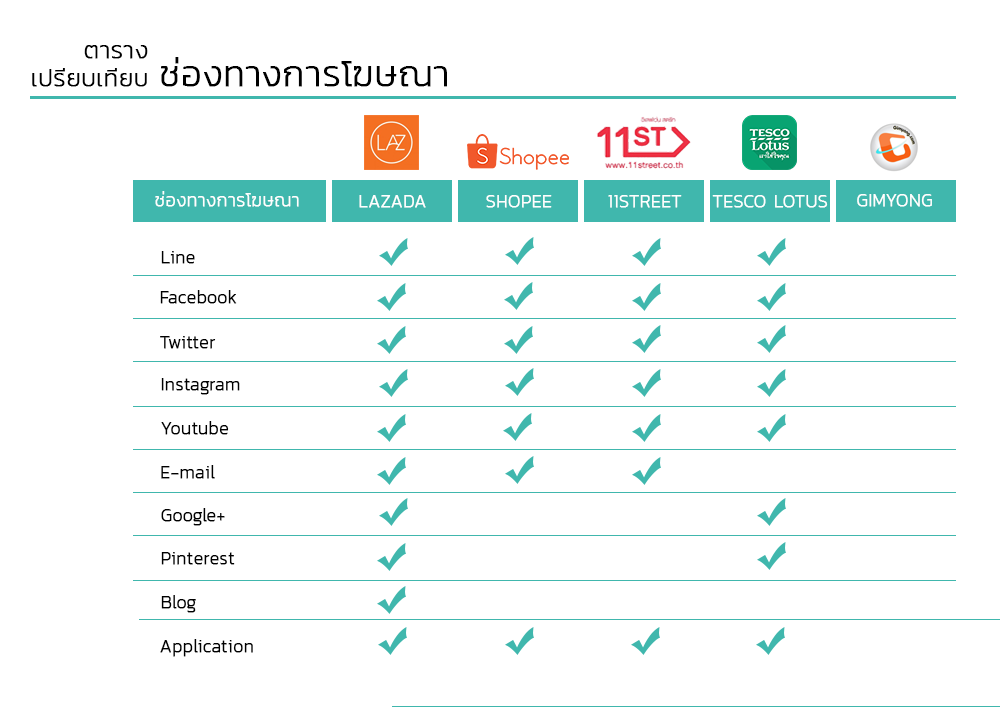 ตาราง
เปรียบเทียบ ช่องทางการโฆษณา
LAZ
S Shopee
11ST
www.11street.co.th
TESCO
Lotus
Gimyong.com
ช่องทางการโฆษณา LAZADA SHOPEE 11STREET TESCO LOTUS GIMYONG
Line
Facebook
Twitter
Instagram
Youtube
E-mail
Google+
Pinterest
Blog
Application